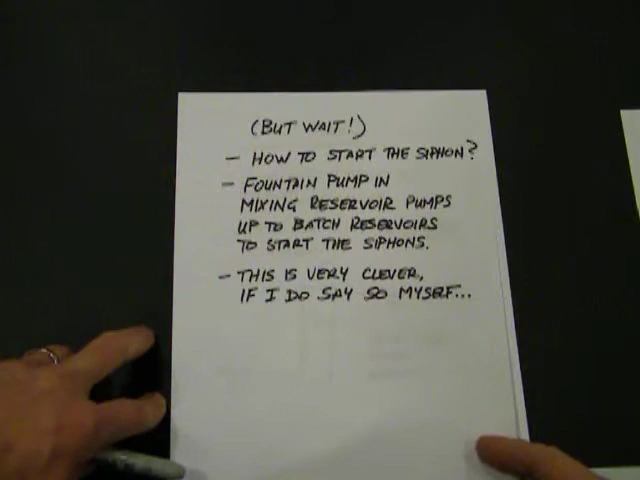 (BUT WAIT!)
- HOW TO START THE SIPHON?
- FOUNTAIN PUMP IN
MIXING RESERVOIR PUMPS
UP TO BATCH RESERVOIRS
TO START THE SIPHONS.
- THIS IS VERY CLEVER,
IF I DO SAY SO MYSELF...